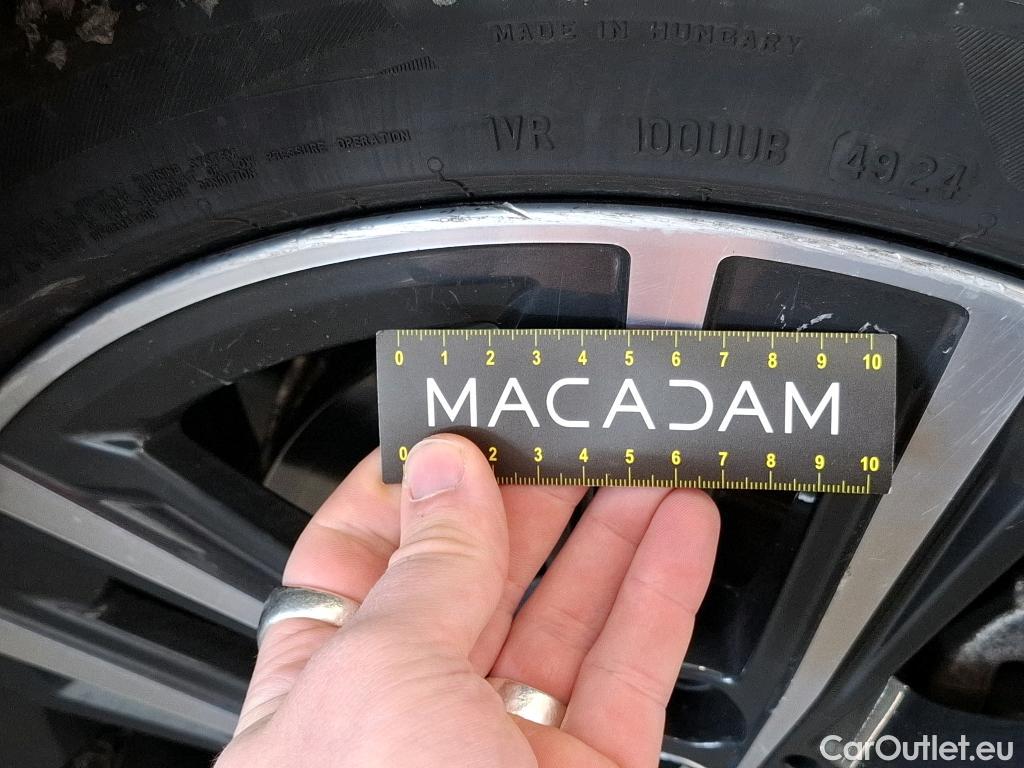 MADE IN HUNGARY
PRESSURE OPERATION
CONDITION
1VR 100UUB 4924
0 1 2 3 4 5 6 7 8 9 10
MACADAM
0 2 3 4 5 6 7 8 9 10
CarOutlet.eu